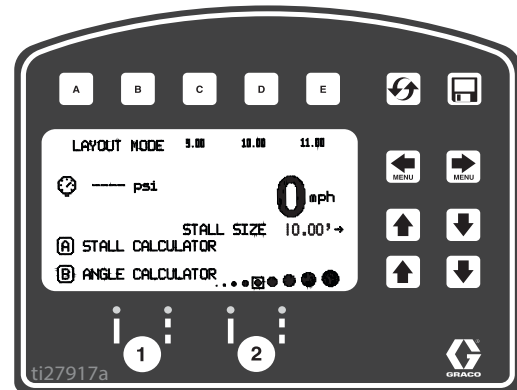 A B C D E
LAYOUT MODE 9.00 10.00 11.00
---- psi
0 mph
STALL SIZE 10.00'→
A STALL CALCULATOR
B ANGLE CALCULATOR
MENU MENU
1 2
ti27917a
GRACO